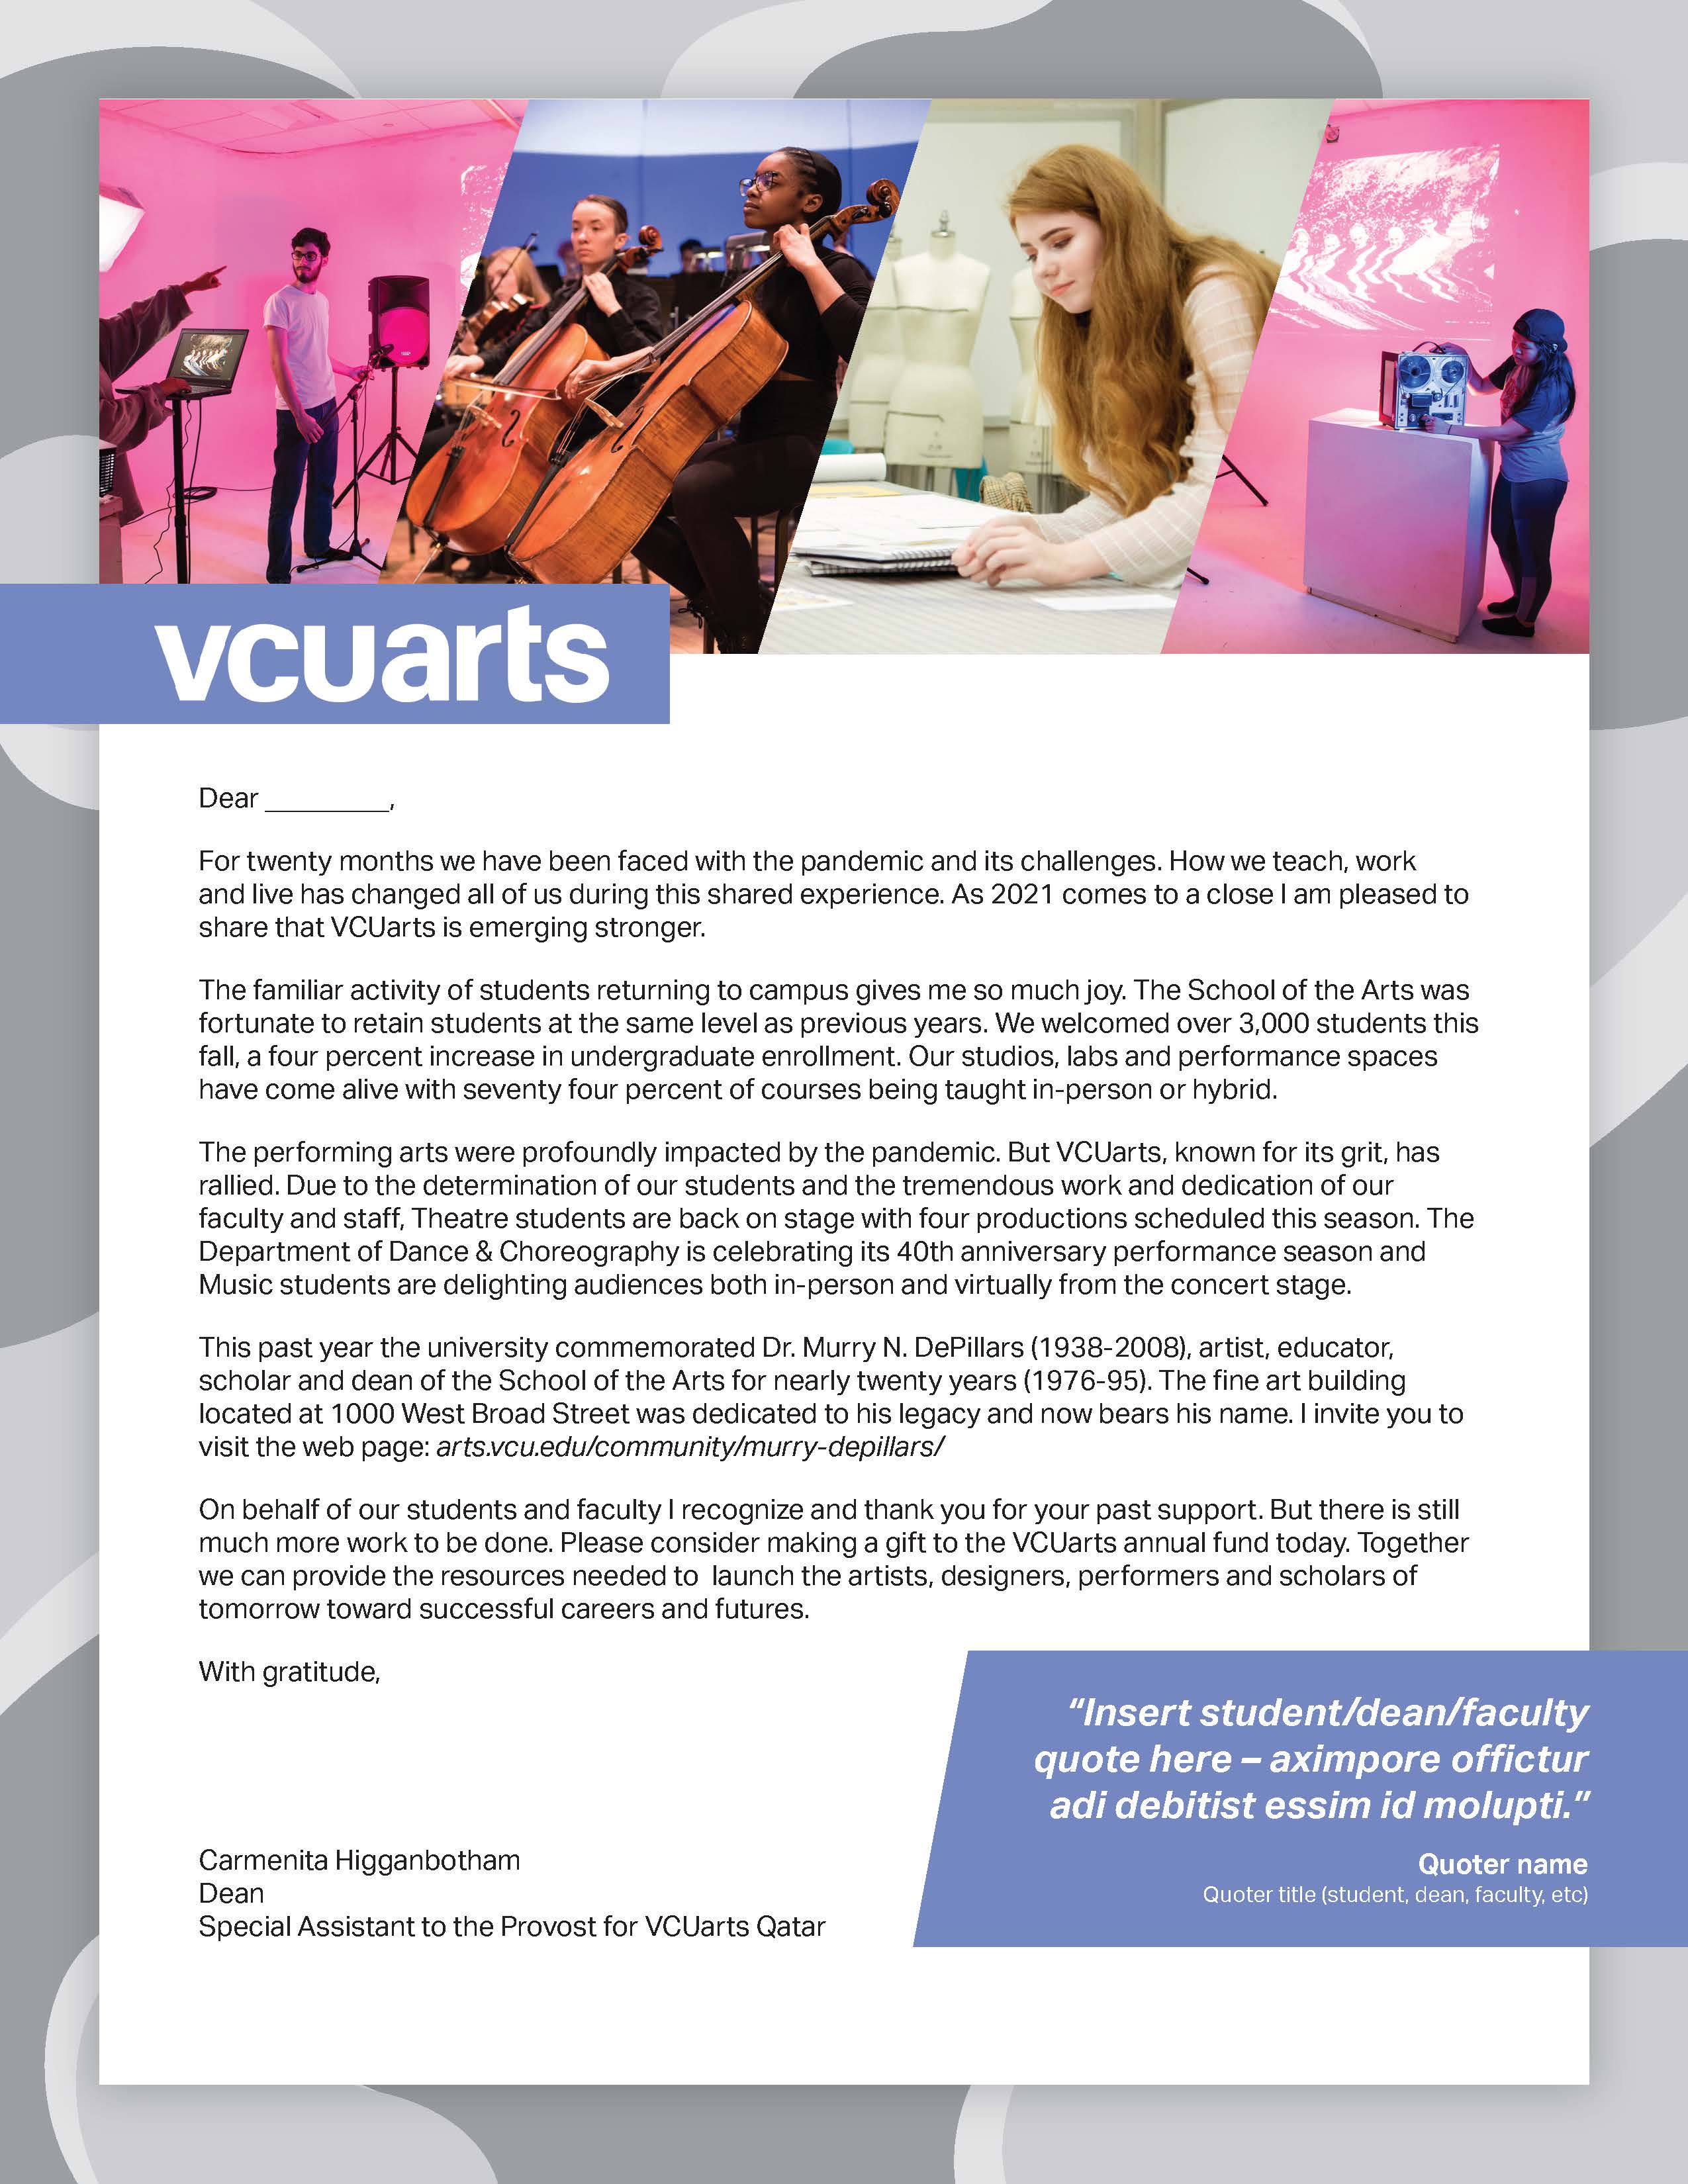 vcuarts
Dear _________,
For twenty months we have been faced with the pandemic and its challenges. How we teach, work
and live has changed all of us during this shared experience. As 2021 comes to a close I am pleased to
share that VCUarts is emerging stronger.
The familiar activity of students returning to campus gives me so much joy. The School of the Arts was
fortunate to retain students at the same level as previous years. We welcomed over 3,000 students this
fall, a four percent increase in undergraduate enrollment. Our studios, labs and performance spaces
have come alive with seventy four percent of courses being taught in-person or hybrid.
The performing arts were profoundly impacted by the pandemic. But VCUarts, known for its grit, has
rallied. Due to the determination of our students and the tremendous work and dedication of our
faculty and staff, Theatre students are back on stage with four productions scheduled this season. The
Department of Dance & Choreography is celebrating its 40th anniversary performance season and
Music students are delighting audiences both in-person and virtually from the concert stage.
This past year the university commemorated Dr. Murry N. DePillars (1938-2008), artist, educator,
scholar and dean of the School of the Arts for nearly twenty years (1976-95). The fine art building
located at 1000 West Broad Street was dedicated to his legacy and now bears his name. I invite you to
visit the web page: arts.vcu.edu/community/murry-depillars/
On behalf of our students and faculty I recognize and thank you for your past support. But there is still
much more work to be done. Please consider making a gift to the VCUarts annual fund today. Together
we can provide the resources needed to  launch the artists, designers, performers and scholars of
tomorrow toward successful careers and futures.
With gratitude,
Carmenita Higganbotham
Dean
Special Assistant to the Provost for VCUarts Qatar
“Insert student/dean/faculty
quote here – aximpore offictur
adi debitist essim id molupti.”
Quoter name
Quoter title (student, dean, faculty, etc)